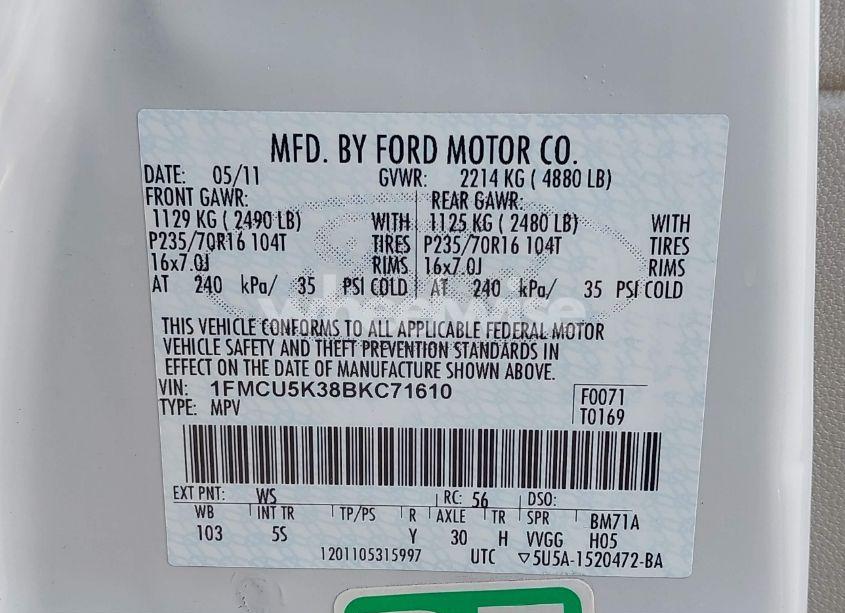 MFD. BY FORD MOTOR CO.
DATE: 05/11 GVWR: 2214 KG ( 4880 LB)
FRONT GAWR: REAR GAWR:
1129 KG ( 2490 LB) WITH 1125 KG ( 2480 LB) WITH
P235/70R16 104T TIRES P235/70R16 104T TIRES
16x7.0J RIMS 16x7.0J RIMS
AT 240 kPa/ 35 PSI COLD AT 240 kPa/ 35 PSI COLD
THIS VEHICLE CONFORMS TO ALL APPLICABLE FEDERAL MOTOR
VEHICLE SAFETY AND THEFT PREVENTION STANDARDS IN
EFFECT ON THE DATE OF MANUFACTURE SHOWN ABOVE.
VIN: 1FMCU5K38BKC71610 F0071
TYPE: MPV T0169
EXT PNT: WS RC: 56 DSO:
WB INT TR TP/PS R AXLE TR SPR BM71A
103 5S Y 30 H VVGG H05
1201105315997 UTC ▽5U5A-1520472-BA